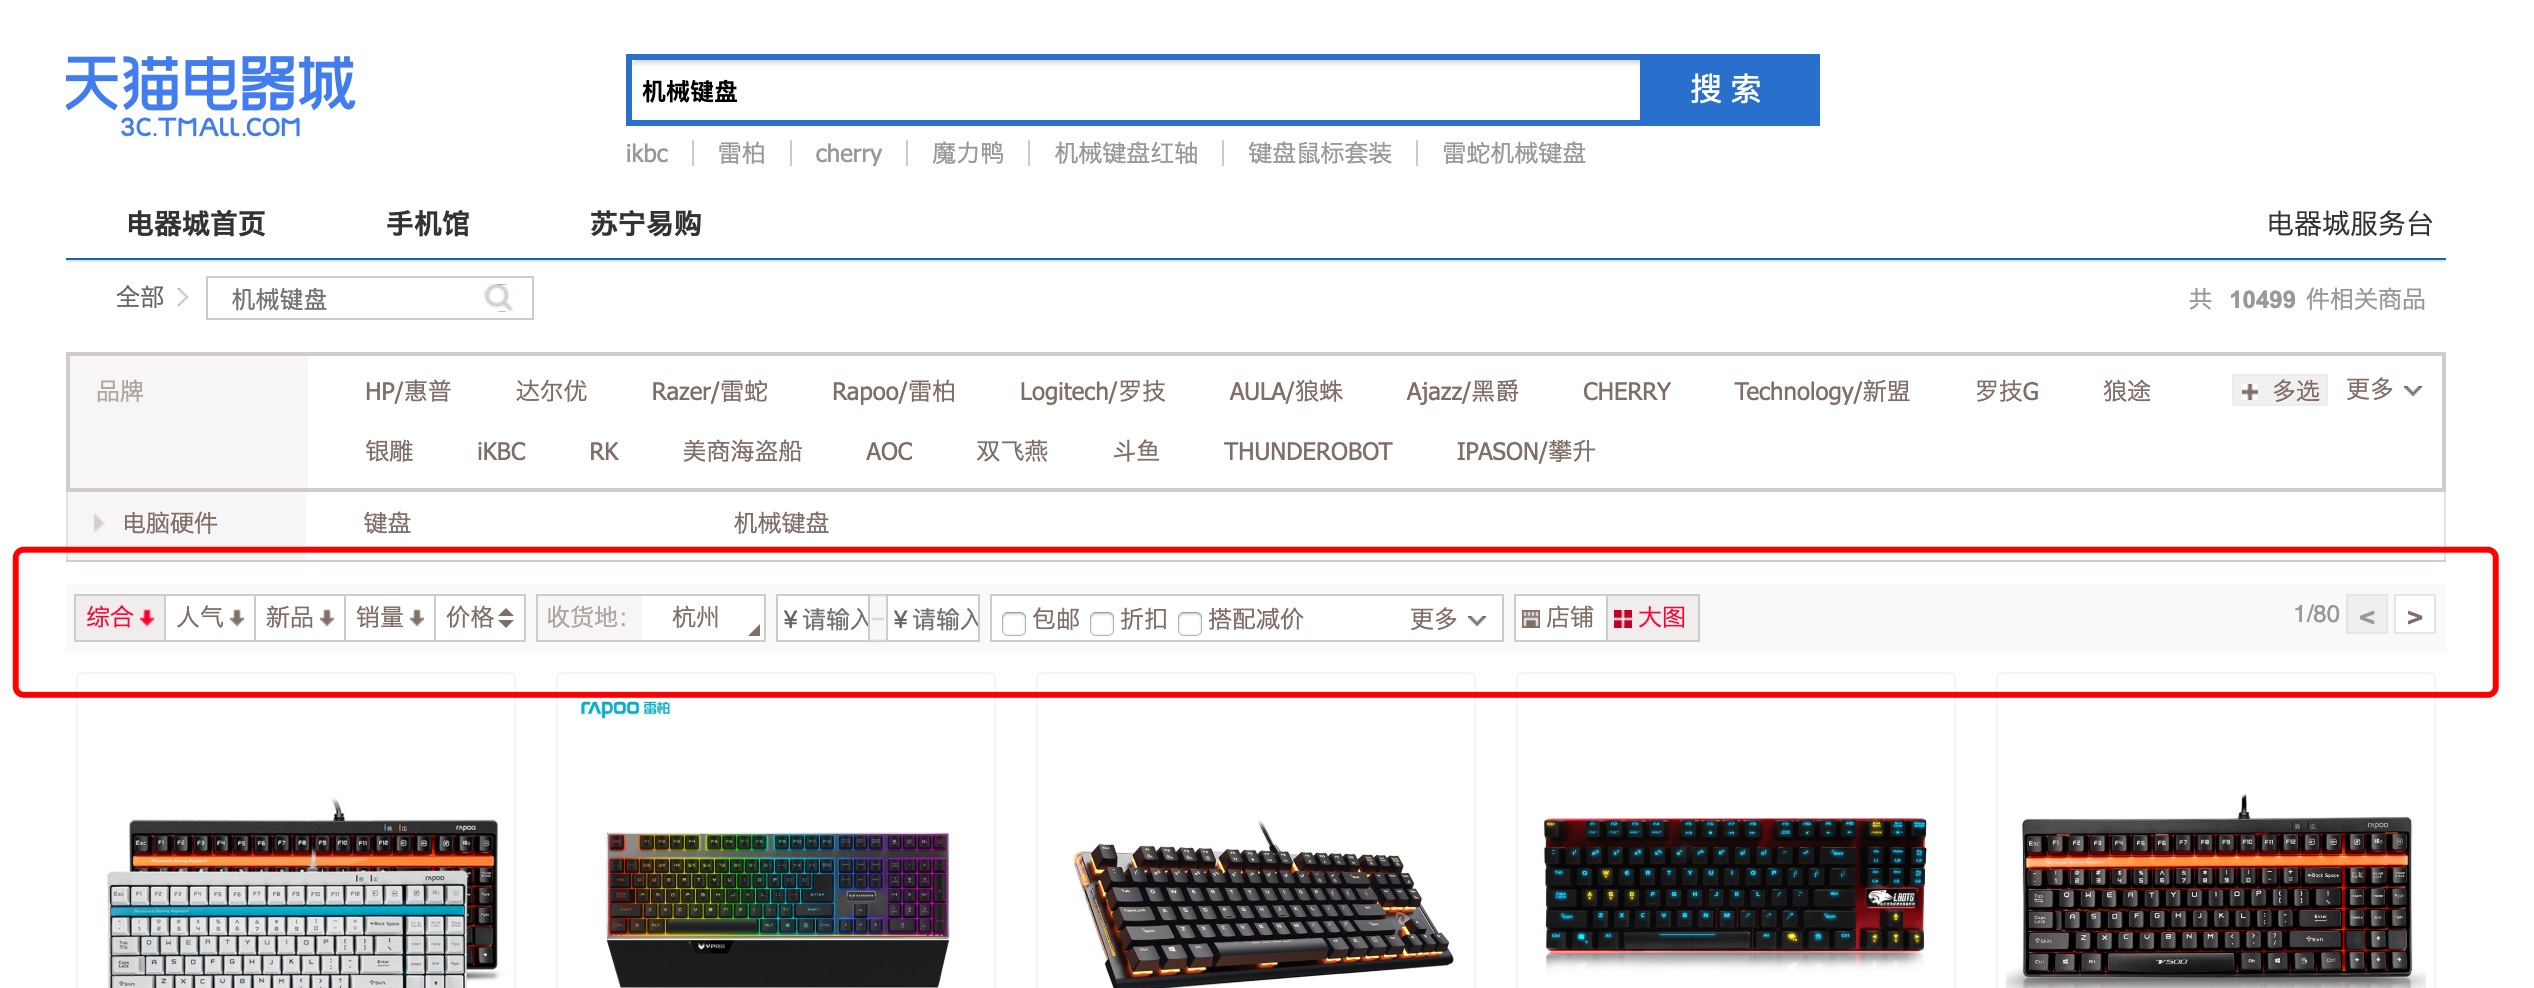 天猫电器城
3C.TMALL.COM
机械键盘
搜 索
ikbc 雷柏 cherry 魔力鸭 机械键盘红轴 键盘鼠标套装 雷蛇机械键盘
电器城首页 手机馆 苏宁易购 电器城服务台
全部 > 机械键盘 共 10499 件相关商品
品牌 HP/惠普 达尔优 Razer/雷蛇 Rapoo/雷柏 Logitech/罗技 AULA/狼蛛 Ajazz/黑爵 CHERRY Technology/新盟 罗技G 狼途 + 多选 更多
银雕 iKBC RK 美商海盗船 AOC 双飞燕 斗鱼 THUNDEROBOT IPASON/攀升
电脑硬件 键盘 机械键盘
综合 人气 新品 销量 价格 收货地: 杭州 ¥请输入 - ¥请输入 包邮 折扣 搭配减价 更多 店铺 大图 1/80 < >
rapoo 雷柏
rapoo
rapoo
VPRO
LBOTS
rapoo
V500